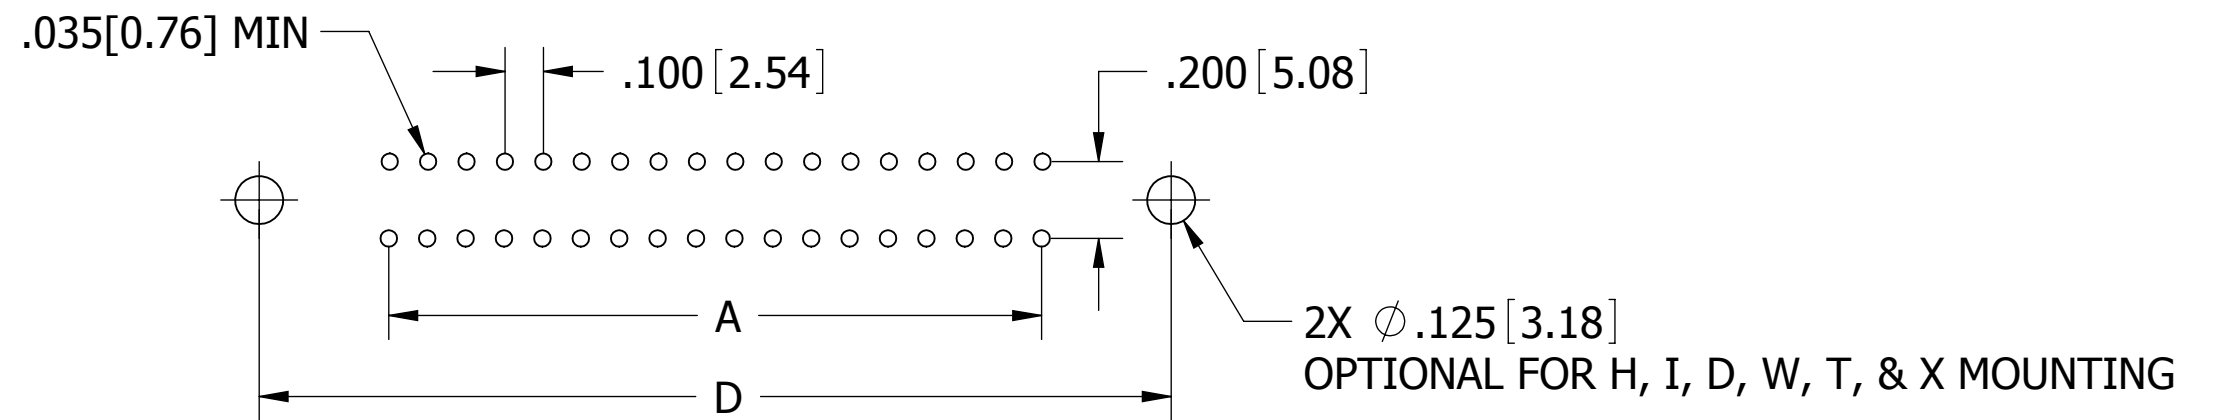 .035[0.76] MIN
.100[2.54]
.200[5.08]
A
2X ∅.125[3.18]
OPTIONAL FOR H, I, D, W, T, & X MOUNTING
D